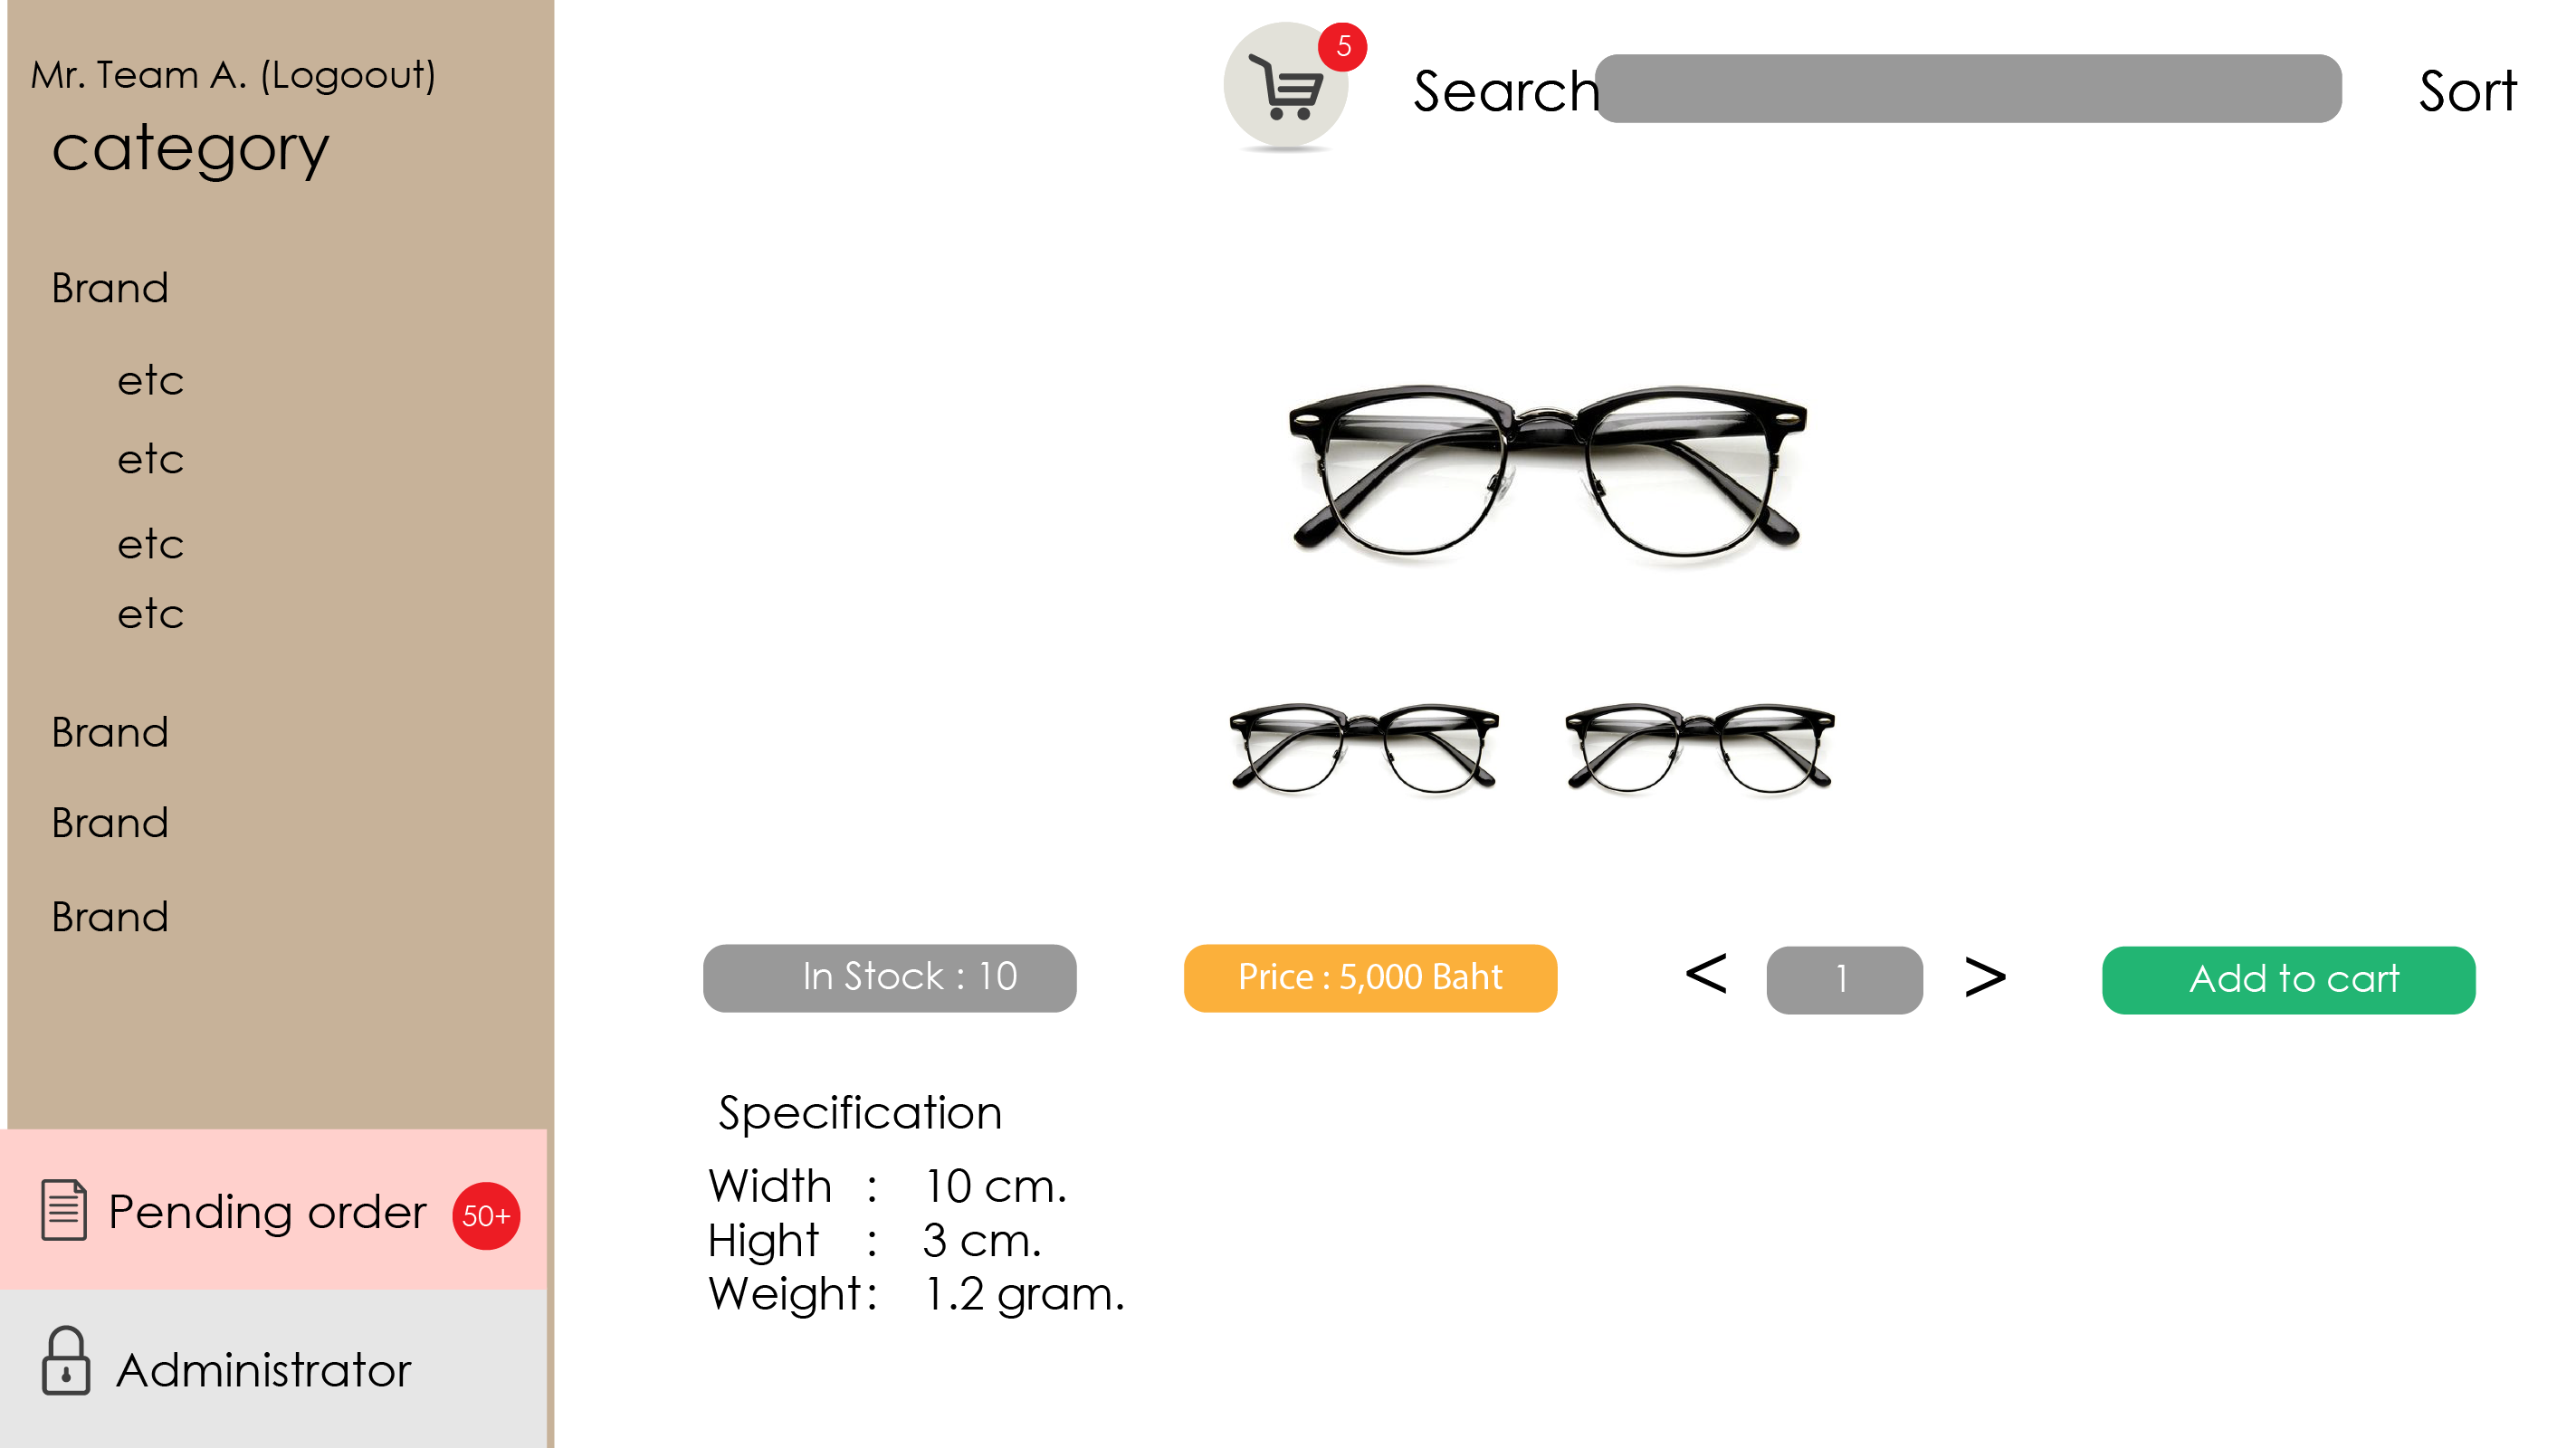 Mr. Team A. (Logoout)
category
Brand
etc
etc
etc
etc
Brand
Brand
Brand
Pending order 50+
Administrator
5
Search
Sort
In Stock : 10
Price : 5,000 Baht
< 1 >
Add to cart
Specification
Width : 10 cm.
Hight : 3 cm.
Weight : 1.2 gram.